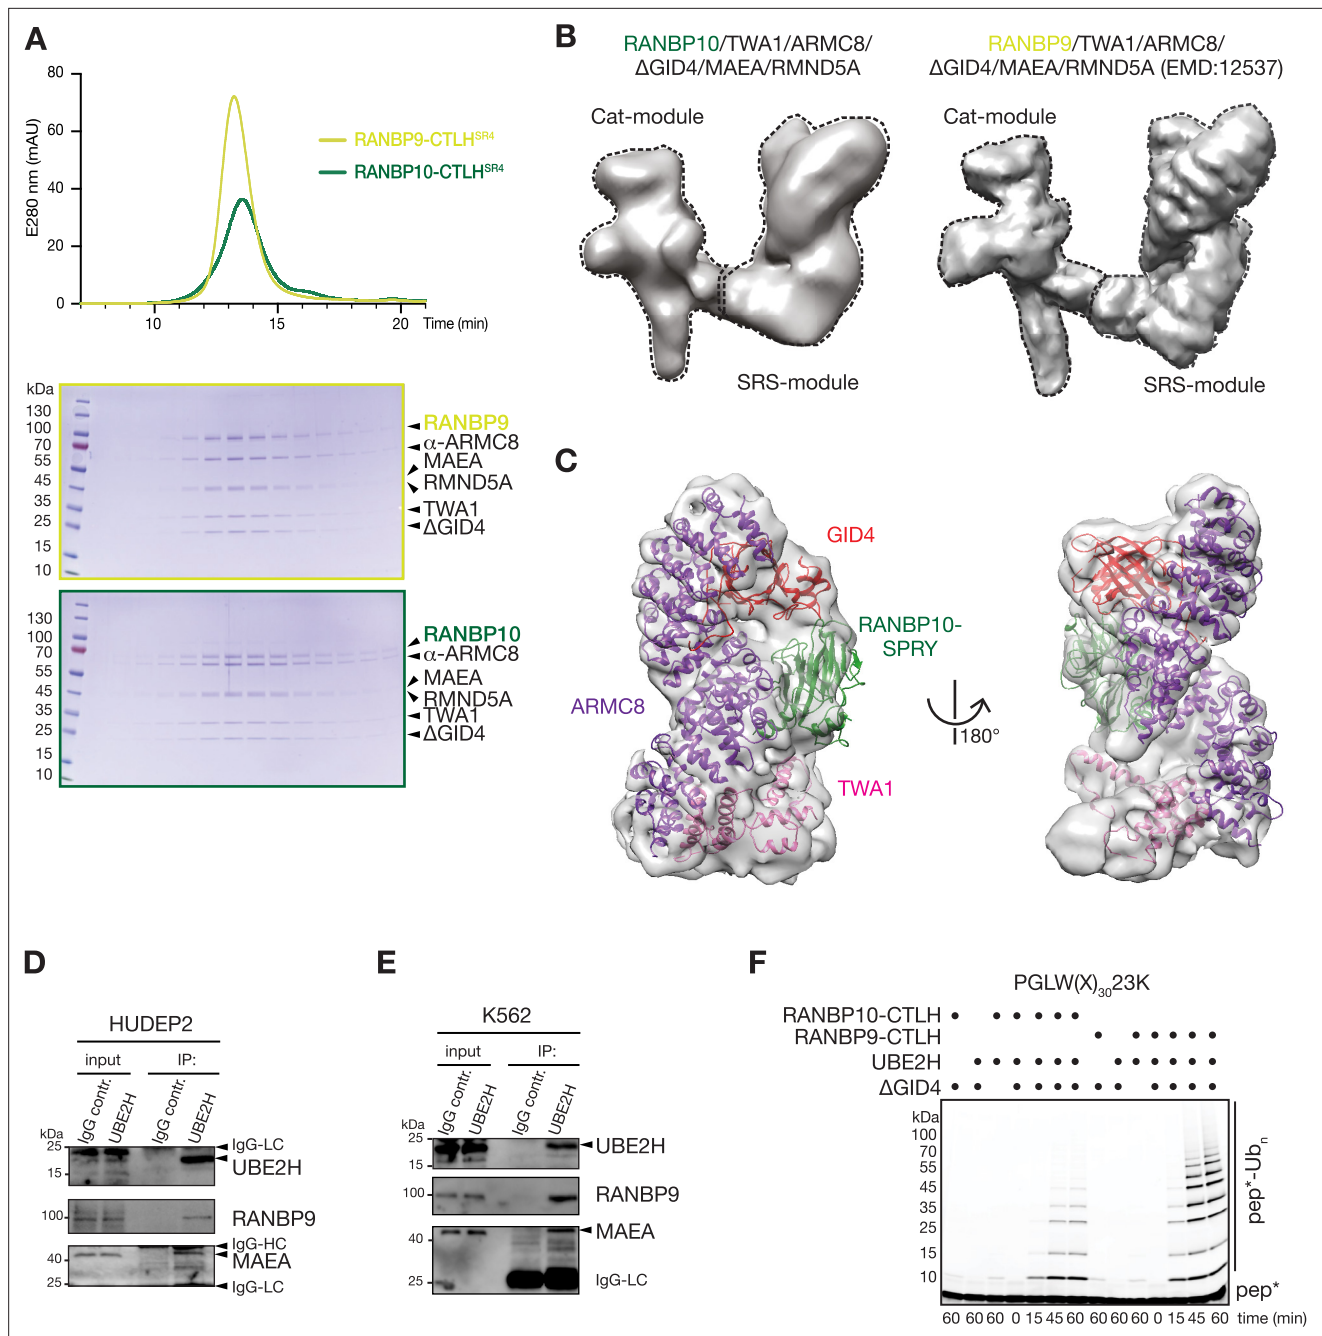 A
80
60
40
20
0
E280 nm (mAU)
RANBP9-CTLH^SR4
RANBP10-CTLH^SR4
10
15
20
Time (min)
kDa
130
100
70
55
45
35
25
15
10
RANBP9
α-ARMC8
MAEA
RMND5A
TWA1
ΔGID4
130
100
70
55
45
35
25
15
10
RANBP10
α-ARMC8
MAEA
RMND5A
TWA1
ΔGID4
B
RANBP10/TWA1/ARMC8/
ΔGID4/MAEA/RMND5A
RANBP9/TWA1/ARMC8/
ΔGID4/MAEA/RMND5A (EMD:12537)
Cat-module
SRS-module
Cat-module
SRS-module
C
GID4
RANBP10-
SPRY
ARMC8
TWA1
180°
D
HUDEP2
input
IP:
IgG contr.
UBE2H
IgG contr.
UBE2H
kDa
25
15
IgG-LC
UBE2H
100
RANBP9
IgG-HC
40
MAEA
25
IgG-LC
E
K562
input
IP:
IgG contr.
UBE2H
IgG contr.
UBE2H
kDa
25
15
UBE2H
100
RANBP9
40
MAEA
25
IgG-LC
F
PGLW(X)₃₀23K
RANBP10-CTLH
RANBP9-CTLH
UBE2H
ΔGID4
kDa
100
70
55
45
35
25
15
10
pep*-Ubₙ
pep*
60 60 60 0 15 45 60 60 60 60 0 15 45 60 time (min)